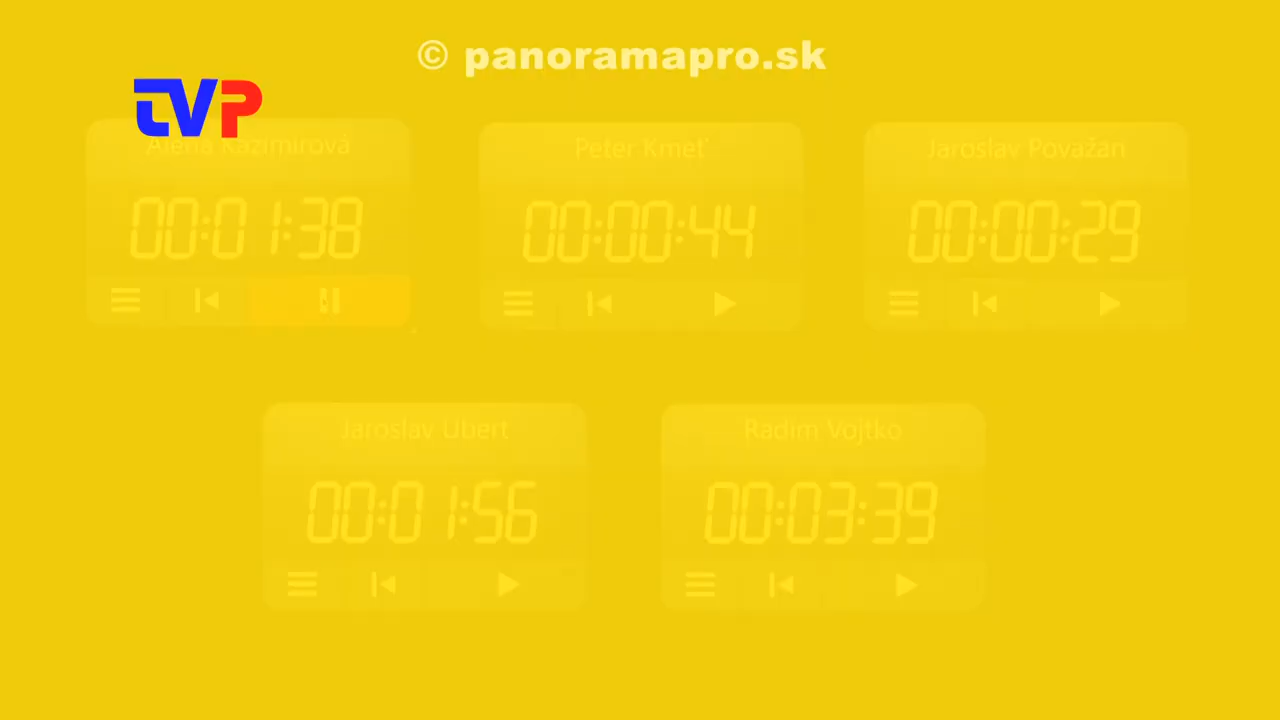 © panoramapro.sk
TVP
Alena Kazimírová
Peter Kmeť
Jaroslav Považan
00:01:38
00:00:44
00:00:29
Jaroslav Ubert
Radim Vojtko
00:01:56
00:03:39